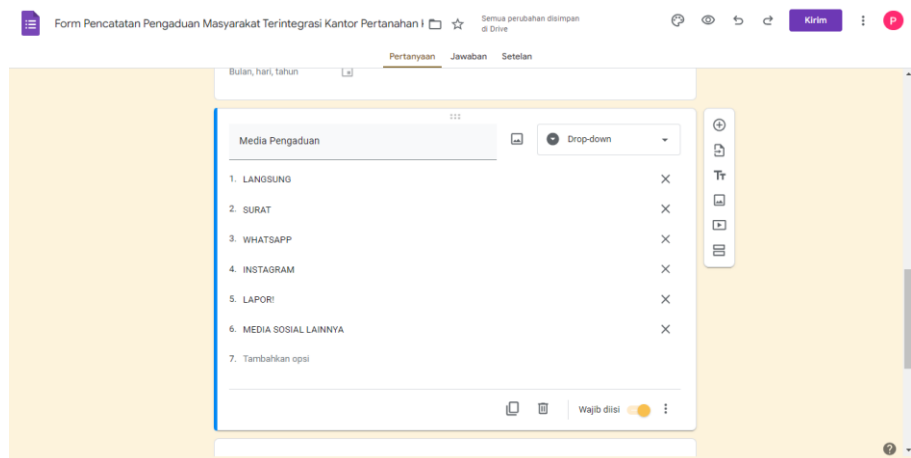 Form Pencatatan Pengaduan Masyarakat Terintegrasi Kantor Pertanahan
Semua perubahan disimpan
di Drive
Kirim
P
Pertanyaan Jawaban Setelan
Bulan, hari, tahun
Media Pengaduan
Drop-down
1. LANGSUNG
2. SURAT
3. WHATSAPP
4. INSTAGRAM
5. LAPOR!
6. MEDIA SOSIAL LAINNYA
7. Tambahkan opsi
Wajib diisi